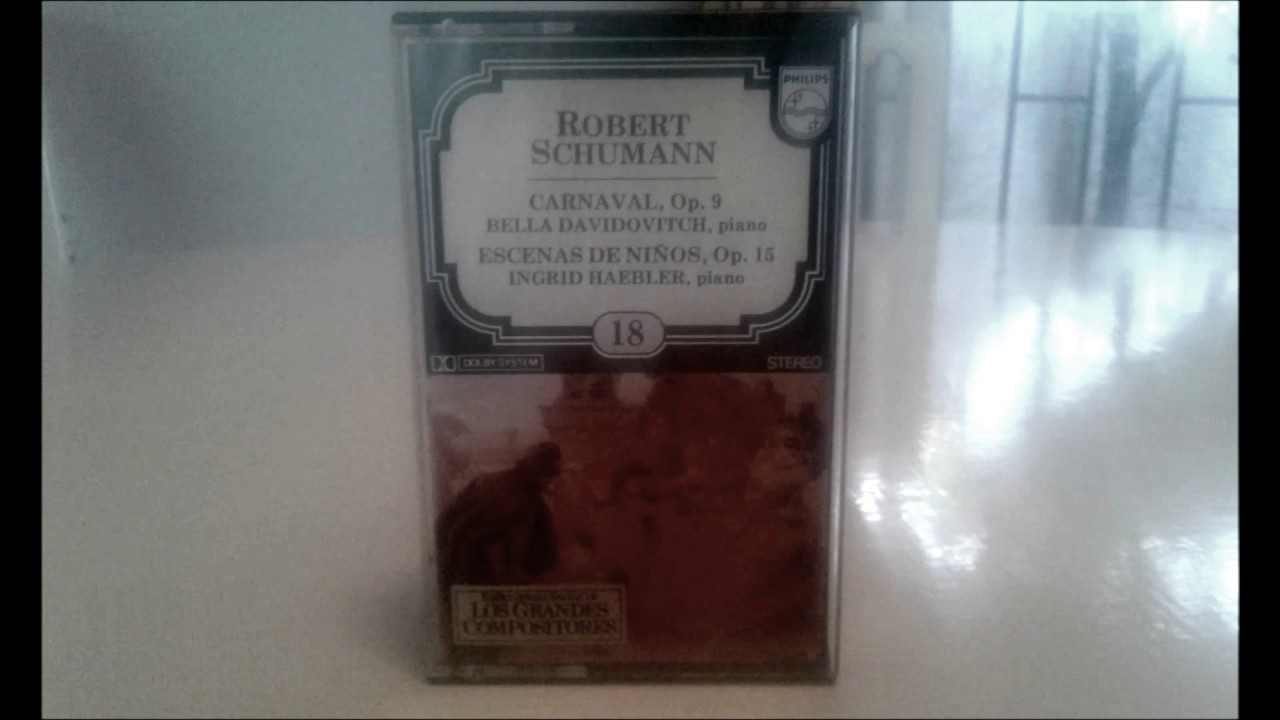 PHILIPS
ROBERT
SCHUMANN
CARNAVAL, Op. 9
BELLA DAVIDOVITCH, piano
ESCENAS DE NIÑOS, Op. 15
INGRID HAEBLER, piano
18
DOLBY SYSTEM
STEREO
LOS GRANDES
COMPOSITORES